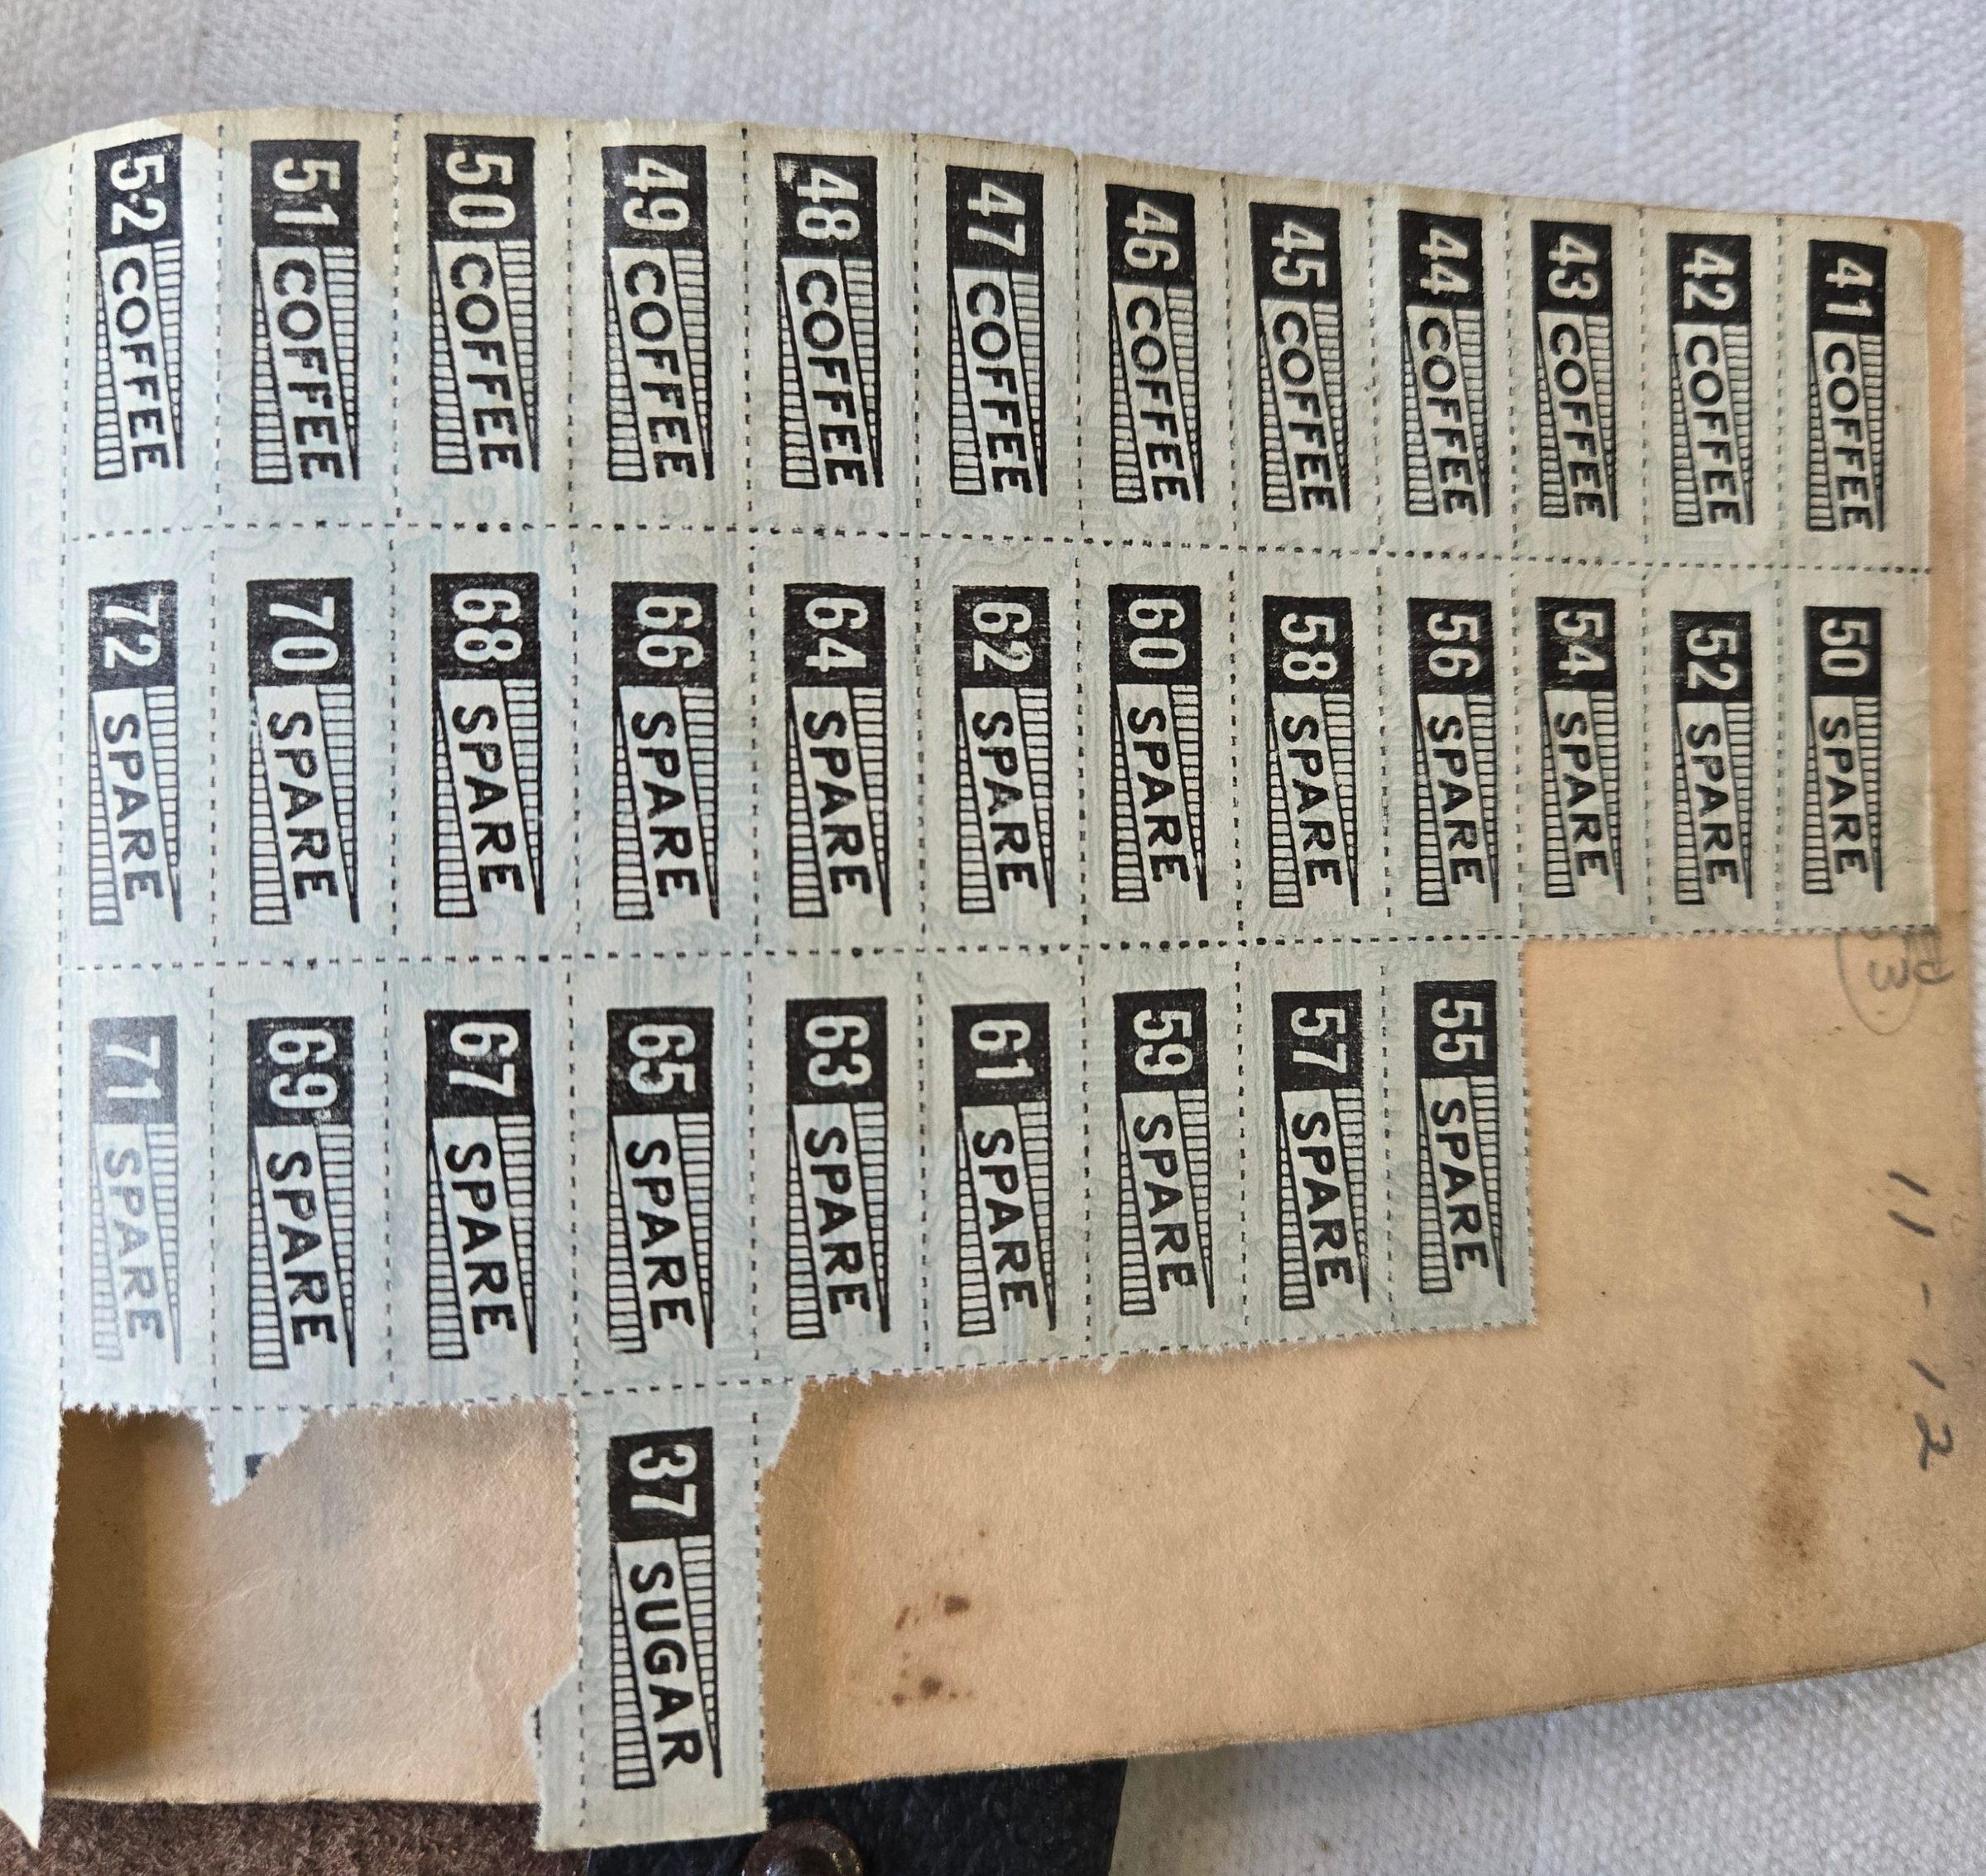 52 COFFEE
51 COFFEE
50 COFFEE
49 COFFEE
48 COFFEE
47 COFFEE
46 COFFEE
45 COFFEE
44 COFFEE
43 COFFEE
42 COFFEE
41 COFFEE
72 SPARE
70 SPARE
68 SPARE
66 SPARE
64 SPARE
62 SPARE
60 SPARE
58 SPARE
56 SPARE
54 SPARE
52 SPARE
50 SPARE
71 SPARE
69 SPARE
67 SPARE
65 SPARE
63 SPARE
61 SPARE
59 SPARE
57 SPARE
55 SPARE
37 SUGAR
11-12